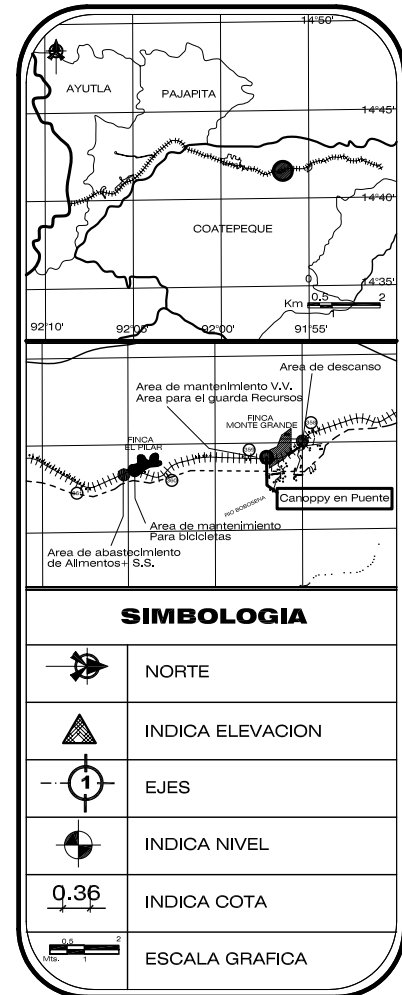 14°50'
AYUTLA
PAJAPITA
14°45'
14°40'
COATEPEQUE
14°35'
0
Km 0.5 2
92°10' 92°05' 92°00' 91°55'
Area de descanso
Area de mantenimiento V.V.
Area para el guarda Recursos
FINCA
MONTE GRANDE
FINCA
EL PILAR
Canoppy en Puente
RIO BOBOSENA
Area de mantenimiento
Para bicicletas
Area de abastecimiento
de Alimentos+ S.S.
SIMBOLOGIA
NORTE
INDICA ELEVACION
1
EJES
INDICA NIVEL
0.36
INDICA COTA
0.5 2
Mts. 1
ESCALA GRAFICA